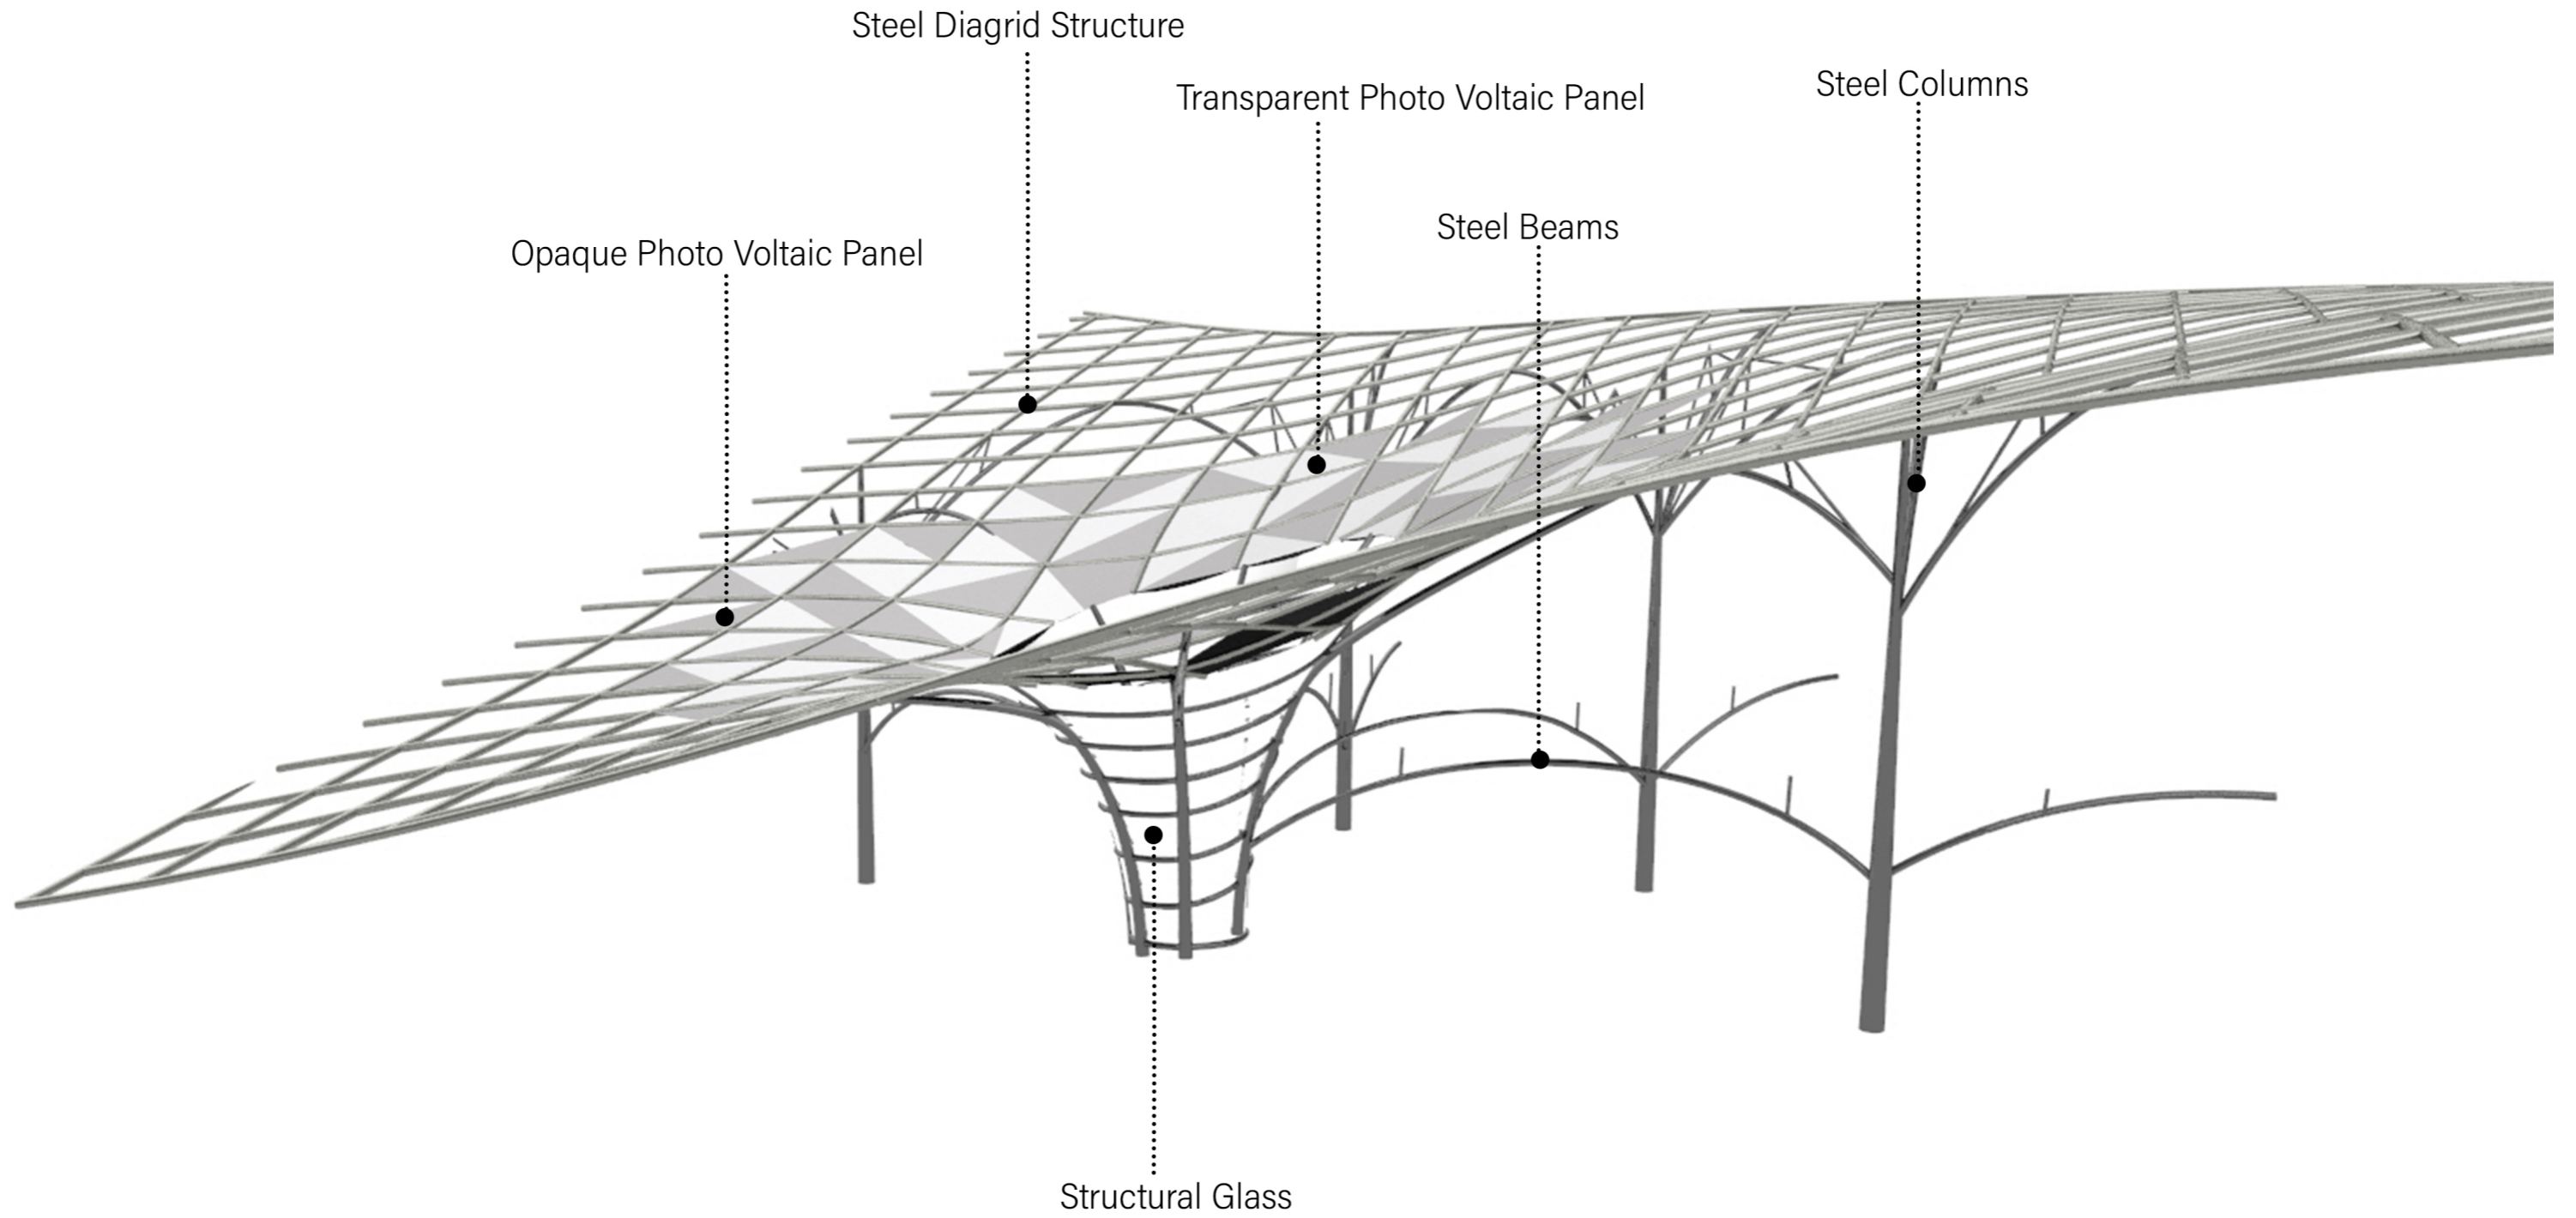 Steel Diagrid Structure
Transparent Photo Voltaic Panel
Steel Columns
Steel Beams
Opaque Photo Voltaic Panel
Structural Glass